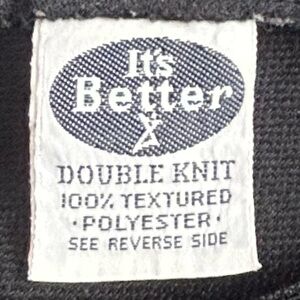 It's
Better
DOUBLE KNIT
100% TEXTURED
·POLYESTER·
SEE REVERSE SIDE